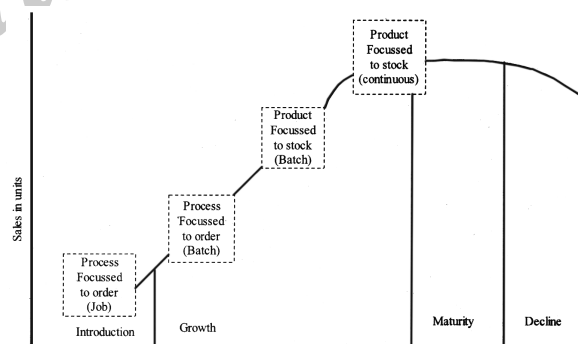 Product
Focussed
to stock
(continuous)
Product
Focussed
to stock
(Batch)
Process
Focussed
to order
(Batch)
Process
Focussed
to order
(Job)
Sales in units
Introduction
Growth
Maturity
Decline